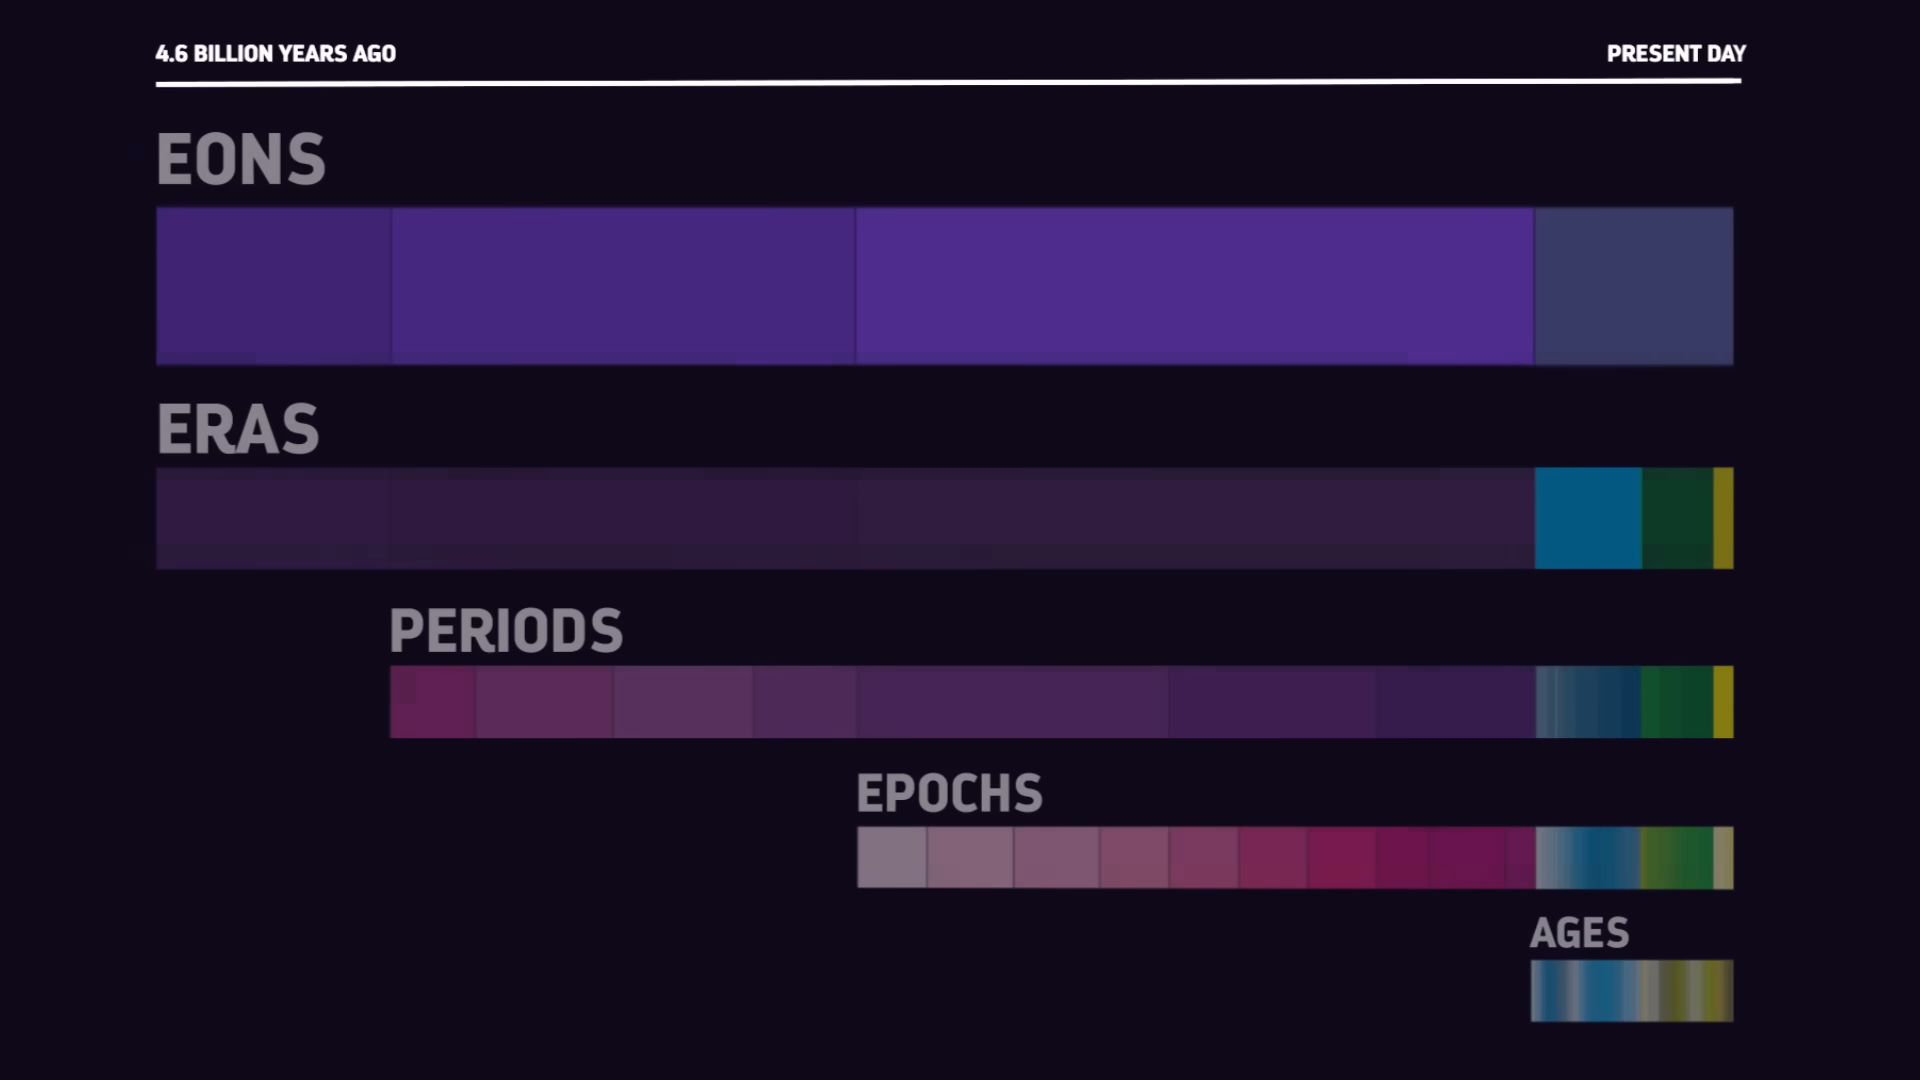 4.6 BILLION YEARS AGO
PRESENT DAY
EONS
ERAS
PERIODS
EPOCHS
AGES